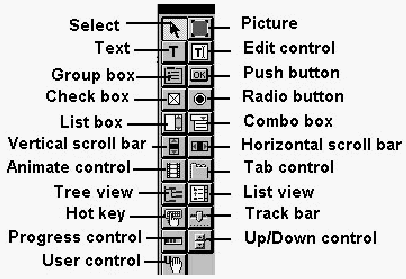 Select Picture
Text T T Edit control
Group box OK Push button
Check box Radio button
List box Combo box
Vertical scroll bar Horizontal scroll bar
Animate control Tab control
Tree view List view
Hot key Track bar
Progress control Up/Down control
User control